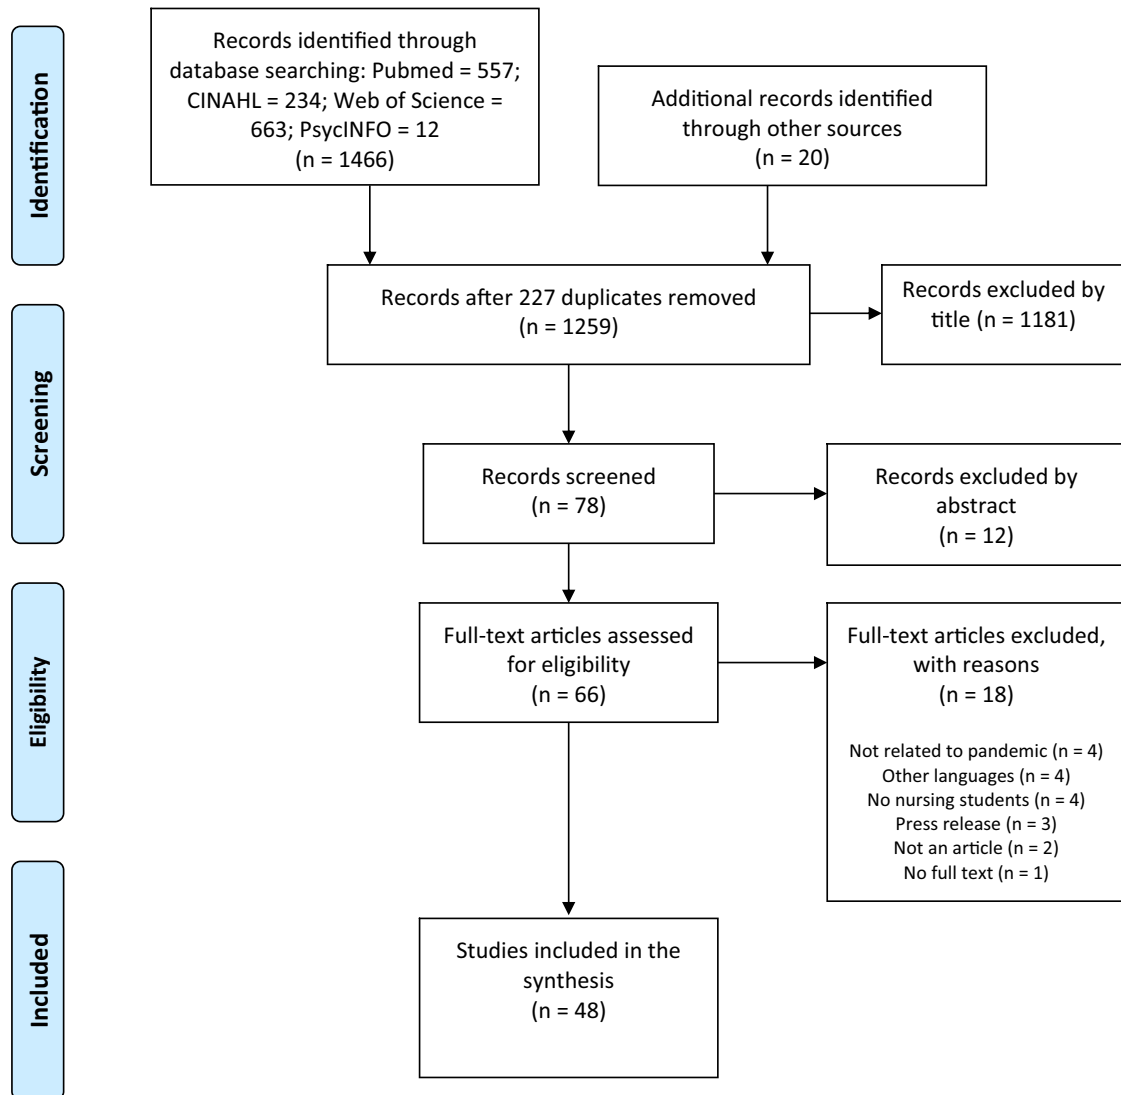 Identification
Records identified through
database searching: Pubmed = 557;
CINAHL = 234; Web of Science =
663; PsycINFO = 12
(n = 1466)
Additional records identified
through other sources
(n = 20)
Records after 227 duplicates removed
(n = 1259)
Records excluded by
title (n = 1181)
Screening
Records screened
(n = 78)
Records excluded by
abstract
(n = 12)
Eligibility
Full-text articles assessed
for eligibility
(n = 66)
Full-text articles excluded,
with reasons
(n = 18)
Not related to pandemic (n = 4)
Other languages (n = 4)
No nursing students (n = 4)
Press release (n = 3)
Not an article (n = 2)
No full text (n = 1)
Included
Studies included in the
synthesis
(n = 48)